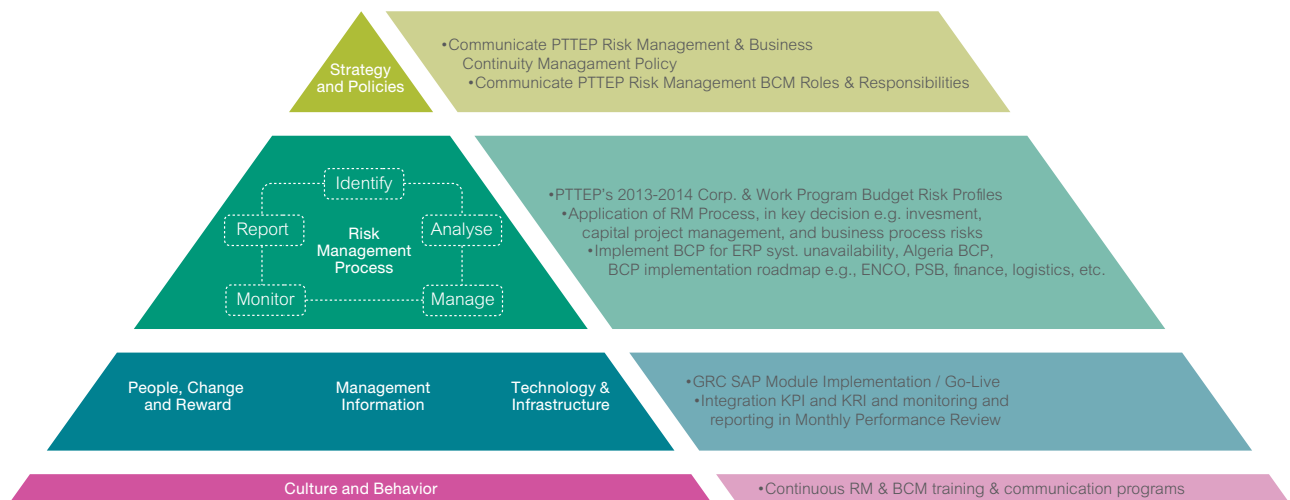 Strategy
and Policies
•Communicate PTTEP Risk Management & Business
Continuity Managament Policy
•Communicate PTTEP Risk Management BCM Roles & Responsibilities
Identify
Report
Risk
Management
Process
Analyse
Monitor
Manage
•PTTEP's 2013-2014 Corp. & Work Program Budget Risk Profiles
•Application of RM Process, in key decision e.g. invesment,
capital project management, and business process risks
•Implement BCP for ERP syst. unavailability, Algeria BCP,
BCP implementation roadmap e.g., ENCO, PSB, finance, logistics, etc.
People, Change
and Reward
Management
Information
Technology &
Infrastructure
•GRC SAP Module Implementation / Go-Live
•Integration KPI and KRI and monitoring and
reporting in Monthly Performance Review
Culture and Behavior
•Continuous RM & BCM training & communication programs